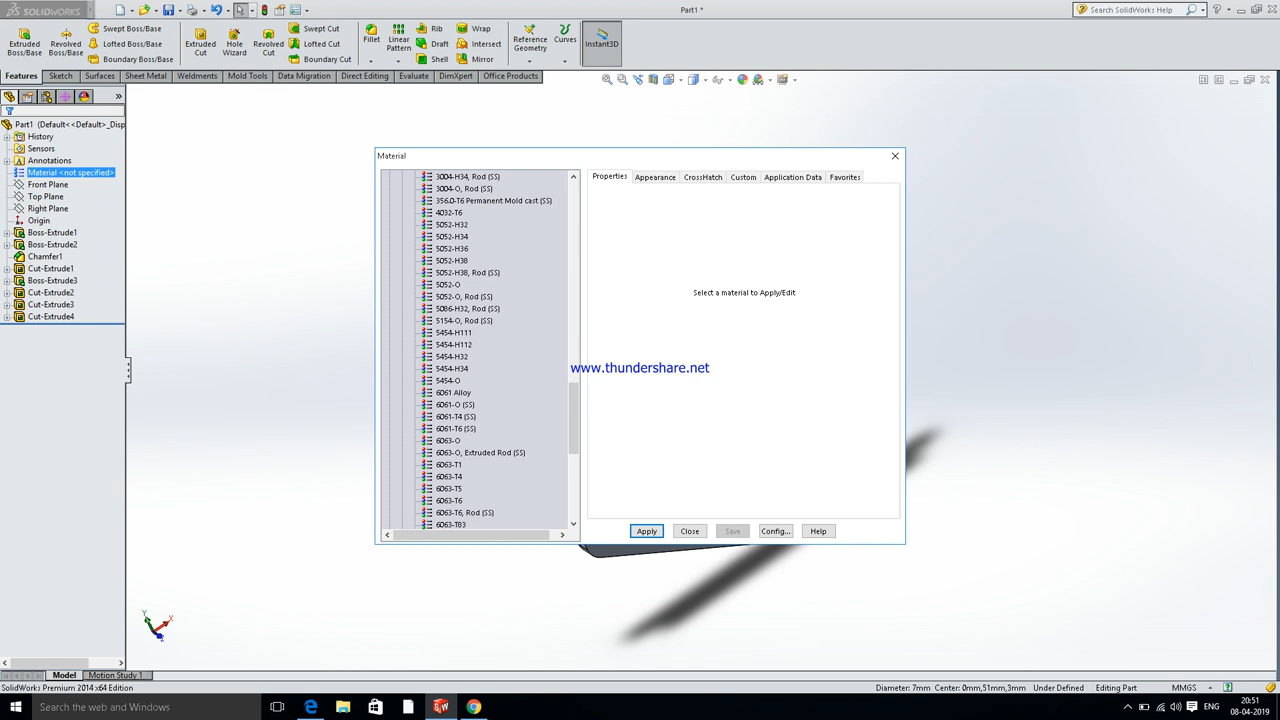 SOLIDWORKS
Part1 *
Search SolidWorks Help
Extruded Boss/Base
Revolved Boss/Base
Swept Boss/Base
Lofted Boss/Base
Boundary Boss/Base
Extruded Cut
Hole Wizard
Revolved Cut
Swept Cut
Lofted Cut
Boundary Cut
Fillet
Linear Pattern
Rib
Draft
Shell
Wrap
Intersect
Mirror
Reference Geometry
Curves
Instant3D
Features
Sketch
Surfaces
Sheet Metal
Weldments
Mold Tools
Data Migration
Direct Editing
Evaluate
DimXpert
Office Products
Part1 (Default<<Default>_Disp
History
Sensors
Annotations
Material <not specified>
Front Plane
Top Plane
Right Plane
Origin
Boss-Extrude1
Boss-Extrude2
Chamfer1
Cut-Extrude1
Boss-Extrude3
Cut-Extrude2
Cut-Extrude3
Cut-Extrude4
Material
3004-H34, Rod (SS)
3004-O, Rod (SS)
356.0-T6 Permanent Mold cast (SS)
4032-T6
5052-H32
5052-H34
5052-H36
5052-H38
5052-H38, Rod (SS)
5052-O
5052-O, Rod (SS)
5086-H32, Rod (SS)
5154-O, Rod (SS)
5454-H111
5454-H112
5454-H32
5454-H34
5454-O
6061 Alloy
6061-O (SS)
6061-T4 (SS)
6061-T6 (SS)
6063-O
6063-O, Extruded Rod (SS)
6063-T1
6063-T4
6063-T5
6063-T6
6063-T6, Rod (SS)
6063-T83
Properties
Appearance
CrossHatch
Custom
Application Data
Favorites
Select a material to Apply/Edit
www.thundershare.net
Apply
Close
Save
Config...
Help
Y
X
Z
Model
Motion Study 1
SolidWorks Premium 2014 x64 Edition
Diameter: 7mm Center: 0mm,51mm,3mm
Under Defined
Editing Part
MMGS
Search the web and Windows
ENG
20:51
08-04-2019